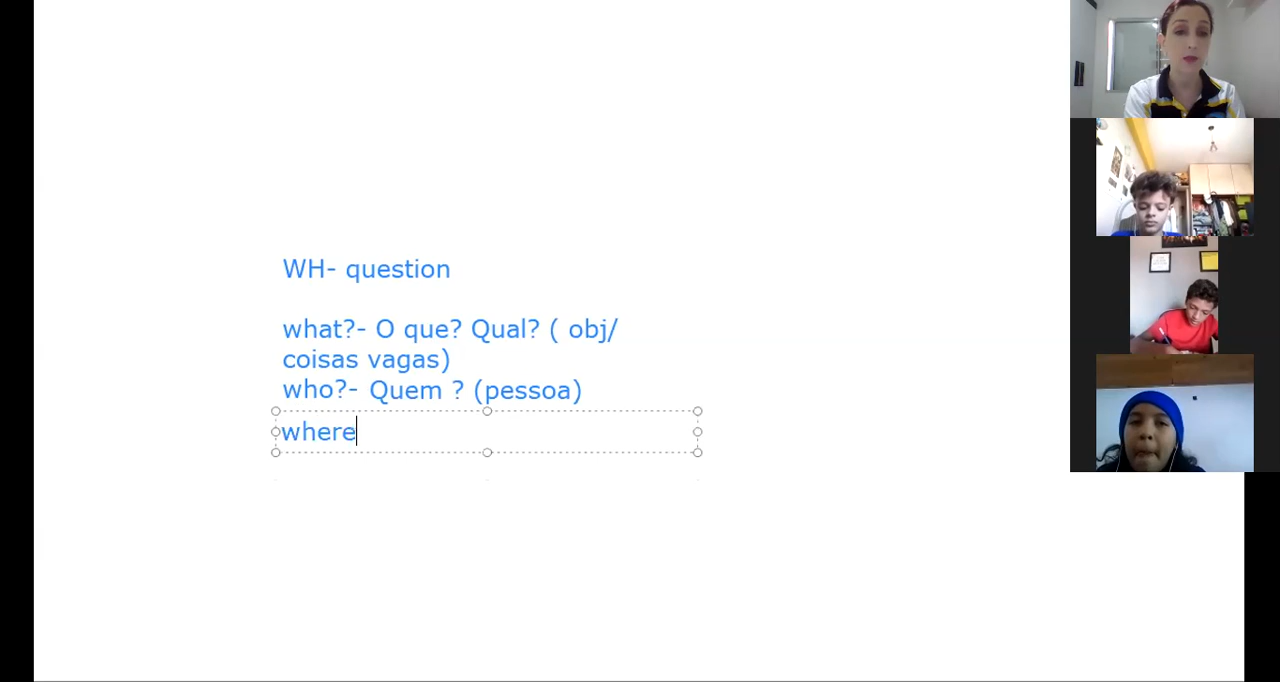 WH- question
what?- O que? Qual? ( obj/
coisas vagas)
who?- Quem ? (pessoa)
where